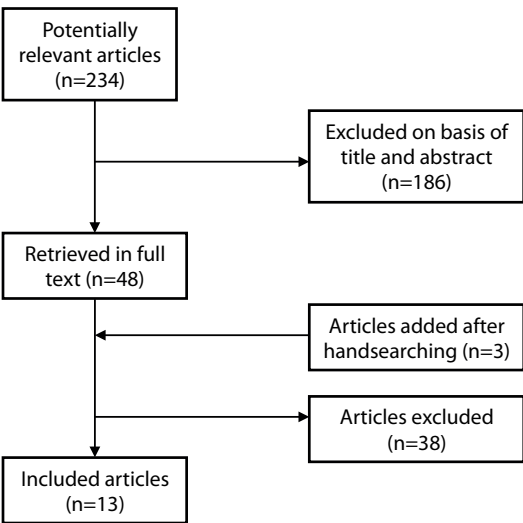 Potentially
relevant articles
(n=234)
Excluded on basis of
title and abstract
(n=186)
Retrieved in full
text (n=48)
Articles added after
handsearching (n=3)
Articles excluded
(n=38)
Included articles
(n=13)